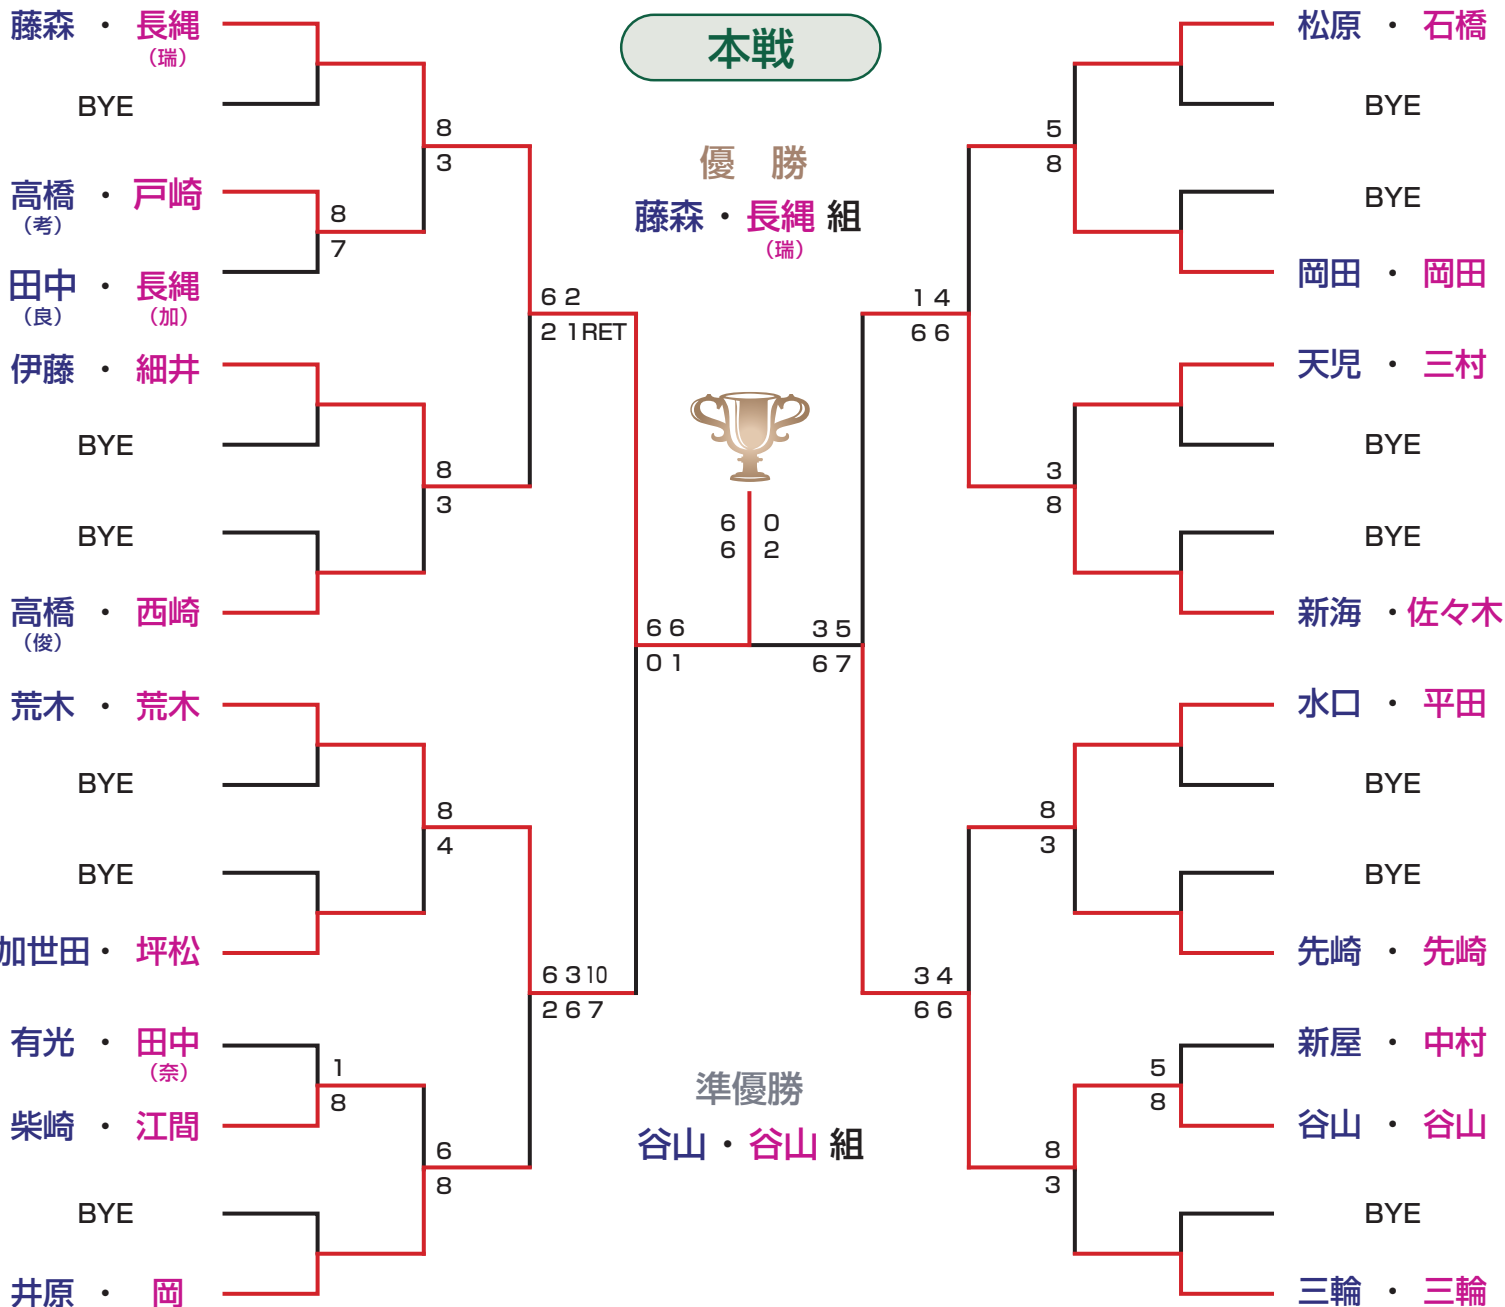 本戦
優　勝
藤森・長縄 組
（瑞）
準優勝
谷山・谷山 組
藤森 ・ 長縄
（瑞）
BYE
8
3
高橋 ・ 戸崎
（考）
8
7
田中 ・ 長縄
（良） （加）
6 2
2 1RET
伊藤 ・ 細井
BYE
8
3
BYE
高橋 ・ 西崎
（俊）
6 6
0 1
荒木 ・ 荒木
BYE
8
4
BYE
加世田・ 坪松
6 3 10
2 6 7
有光 ・ 田中
（奈）
1
8
柴崎 ・ 江間
6
8
BYE
井原 ・ 岡
6 0
6 2
3 5
6 7
松原 ・ 石橋
BYE
5
8
BYE
岡田 ・ 岡田
1 4
6 6
天児 ・ 三村
BYE
3
8
BYE
新海 ・佐々木
水口 ・ 平田
BYE
8
3
BYE
先崎 ・ 先崎
3 4
6 6
新屋 ・ 中村
5
8
谷山 ・ 谷山
8
3
BYE
三輪 ・ 三輪